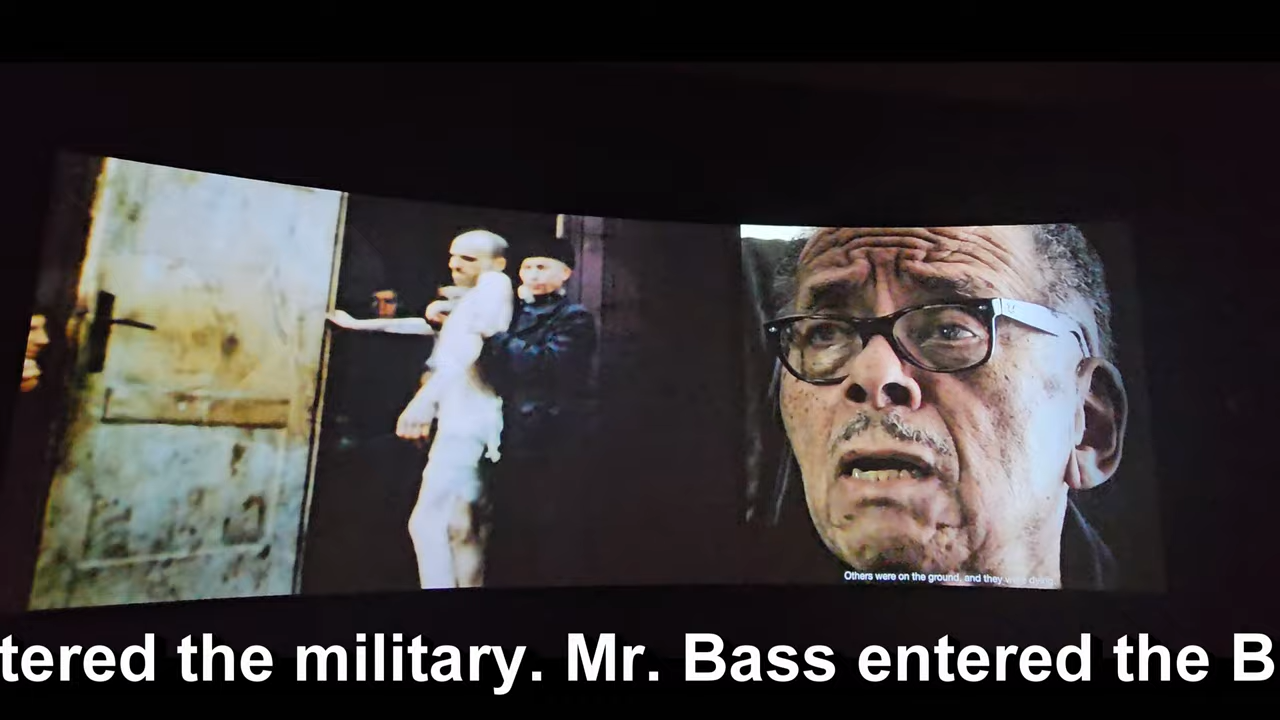 Others were on the ground, and they were dying
tered the military. Mr. Bass entered the B